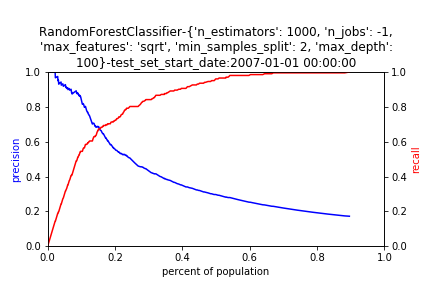 RandomForestClassifier-{'n_estimators': 1000, 'n_jobs': -1,
'max_features': 'sqrt', 'min_samples_split': 2, 'max_depth':
100}-test_set_start_date:2007-01-01 00:00:00
1.0
0.8
0.6
0.4
0.2
0.0
precision
1.0
0.8
0.6
0.4
0.2
0.0
recall
0.0 0.2 0.4 0.6 0.8 1.0
percent of population